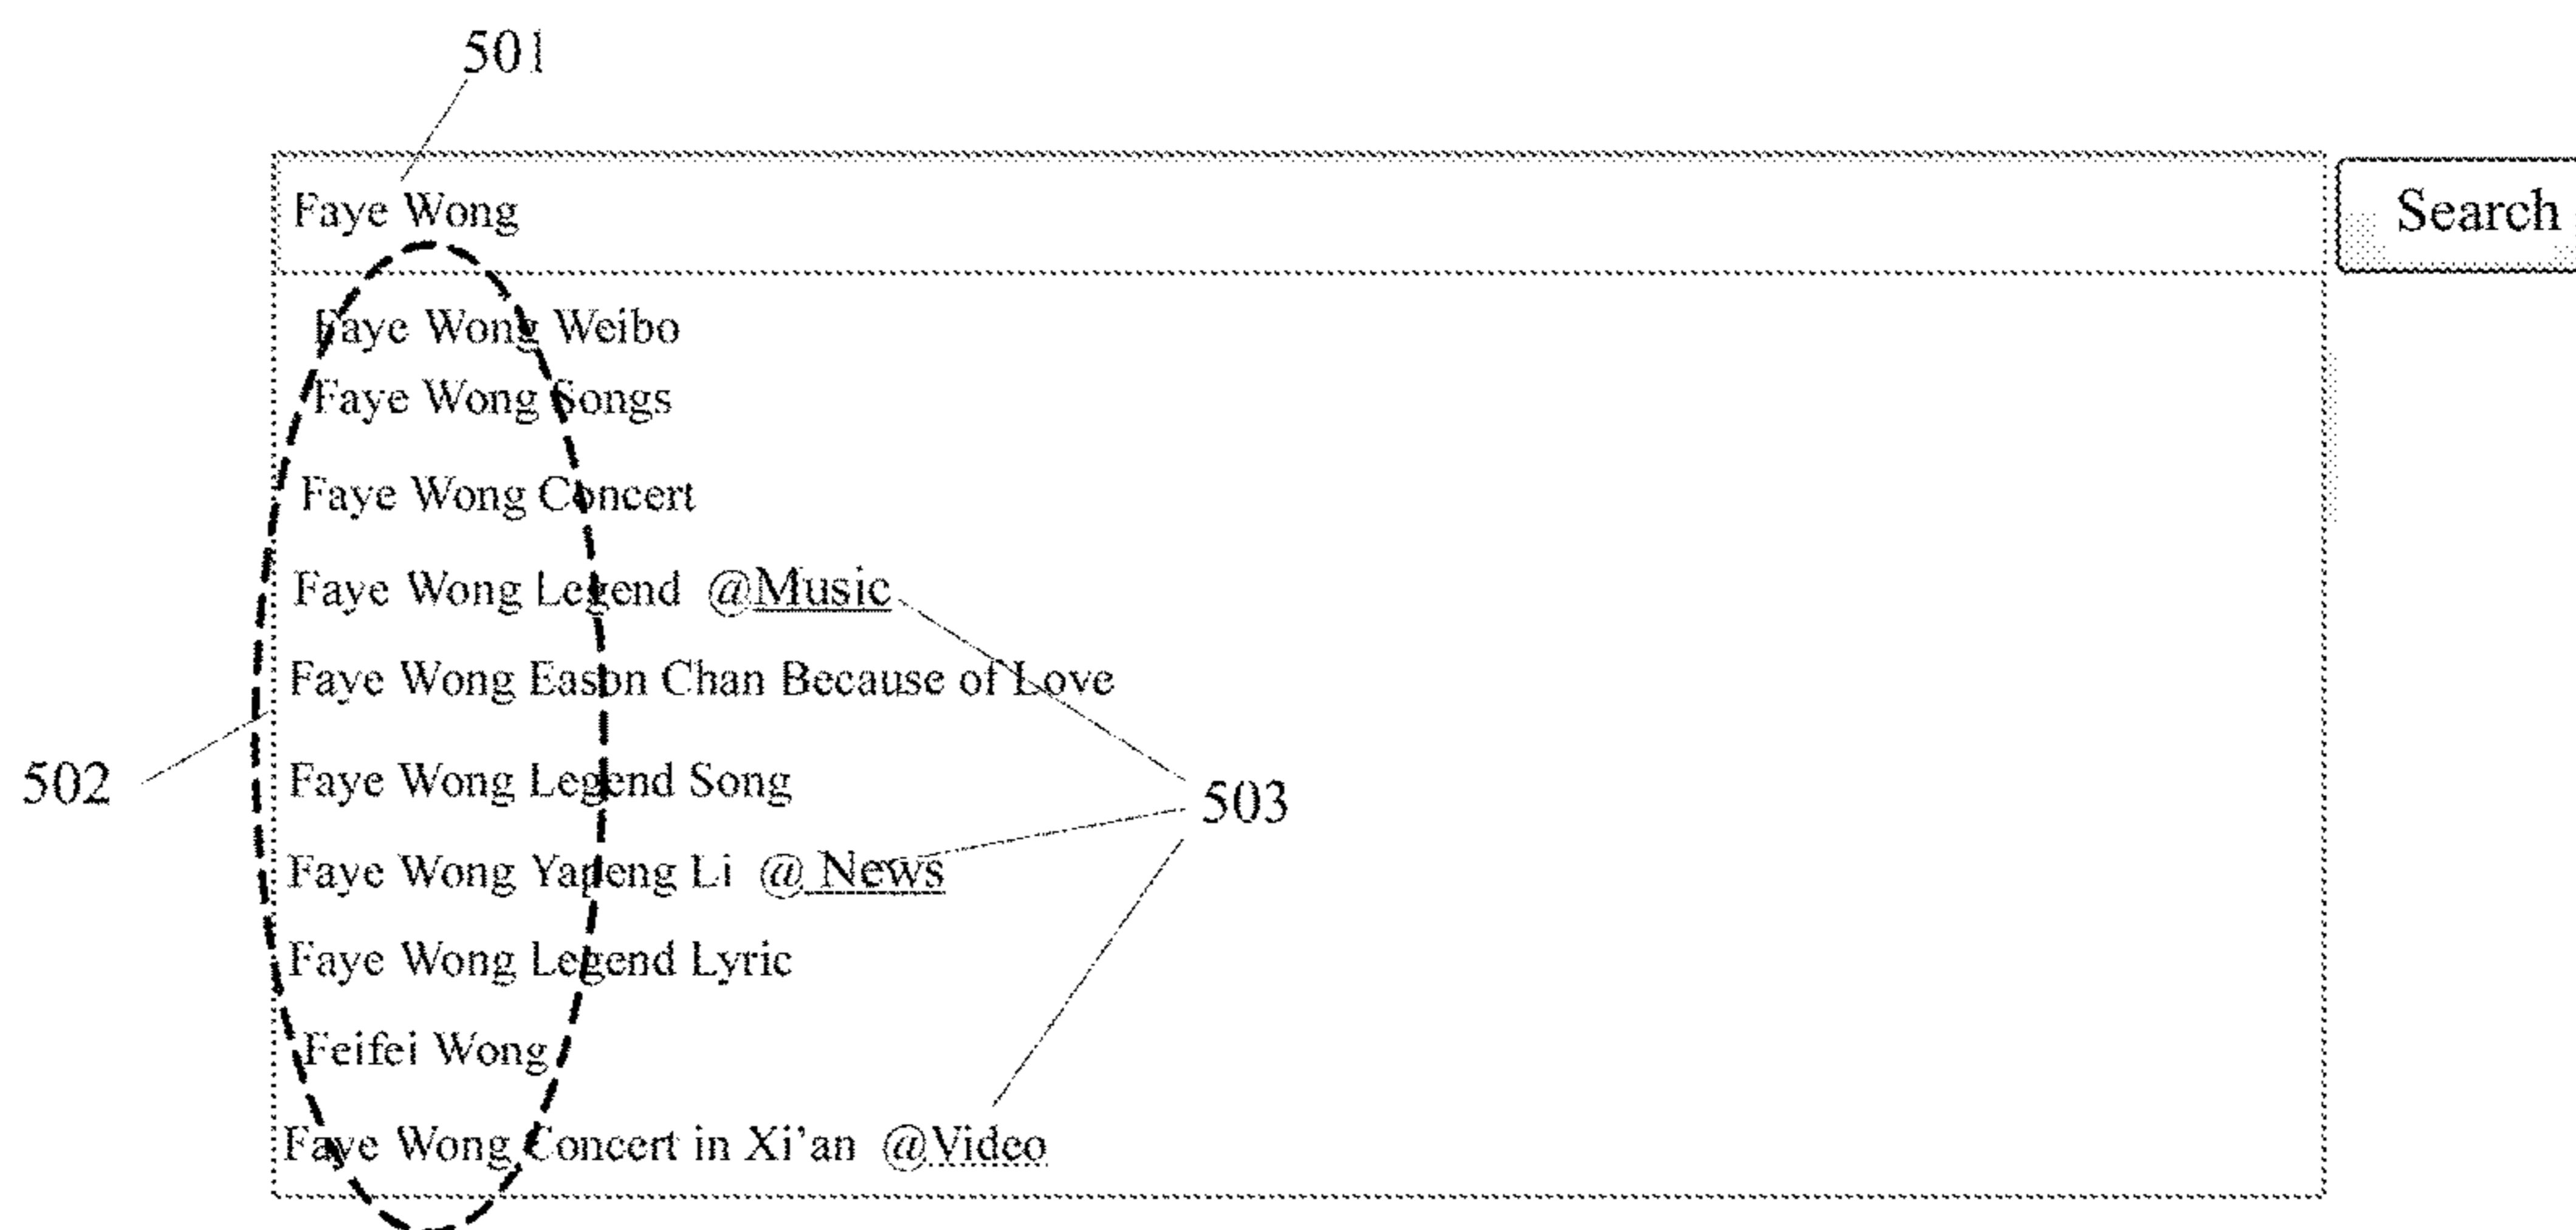 501
Faye Wong
Search
Faye Wong Weibo
Faye Wong Songs
Faye Wong Concert
Faye Wong Legend @Music
Faye Wong Eason Chan Because of Love
502
Faye Wong Legend Song
503
Faye Wong Yapeng Li @ News
Faye Wong Legend Lyric
Feifei Wong
Faye Wong Concert in Xi'an @Video